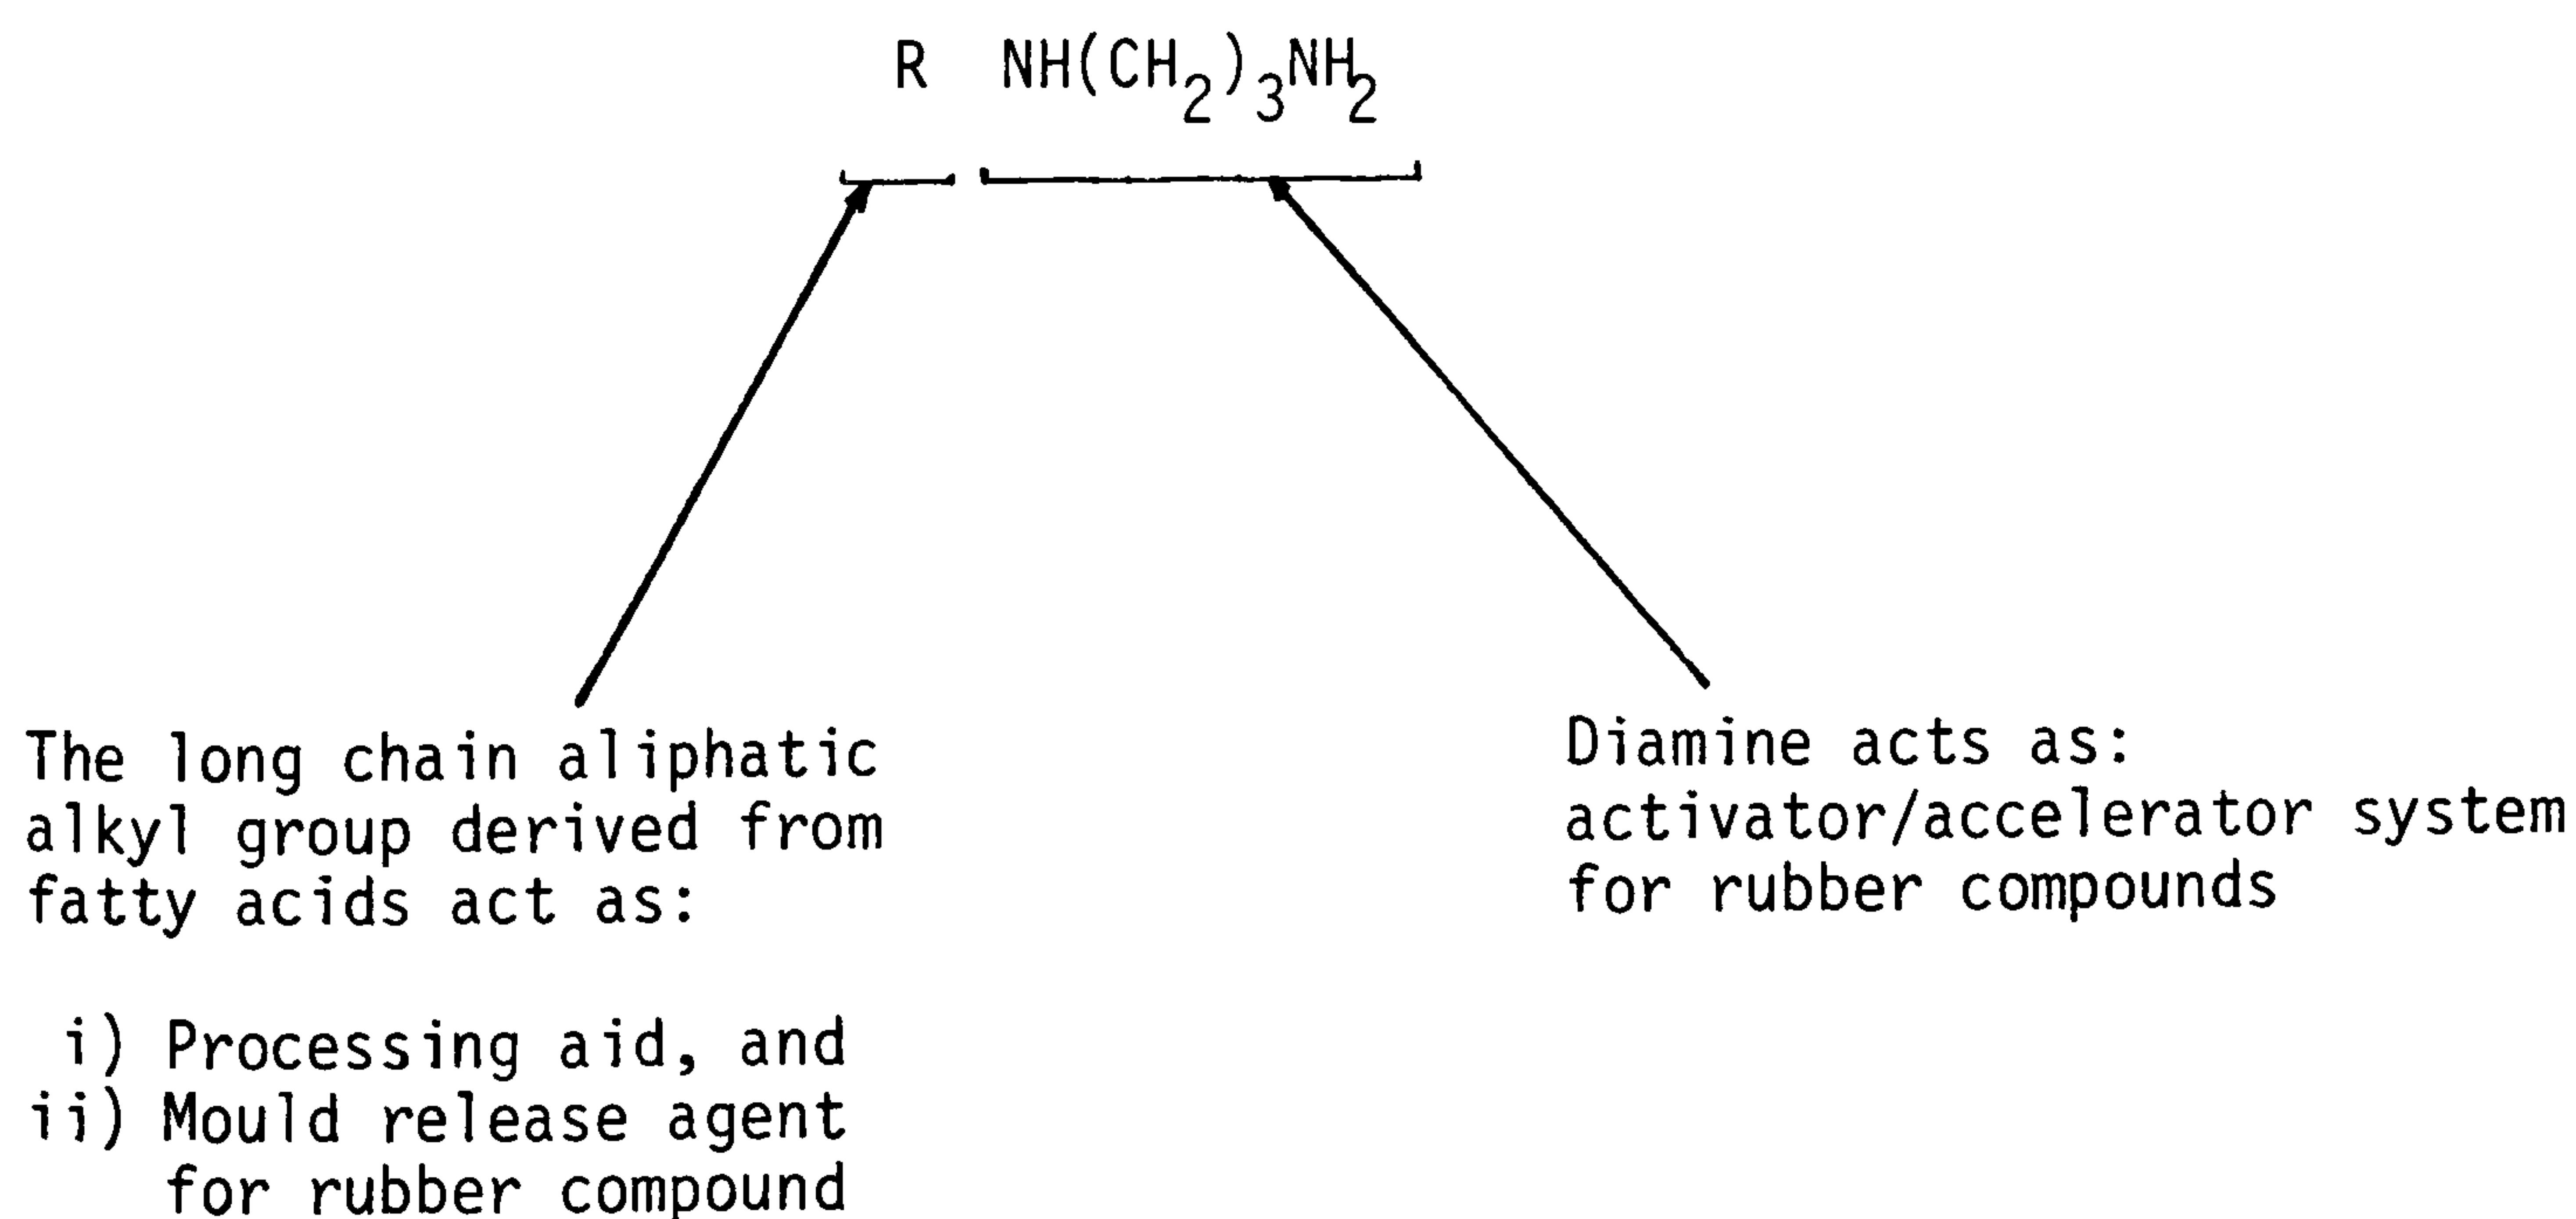 R NH(CH₂)₃NH₂
The long chain aliphatic
alkyl group derived from
fatty acids act as:
i) Processing aid, and
ii) Mould release agent
for rubber compound
Diamine acts as:
activator/accelerator system
for rubber compounds